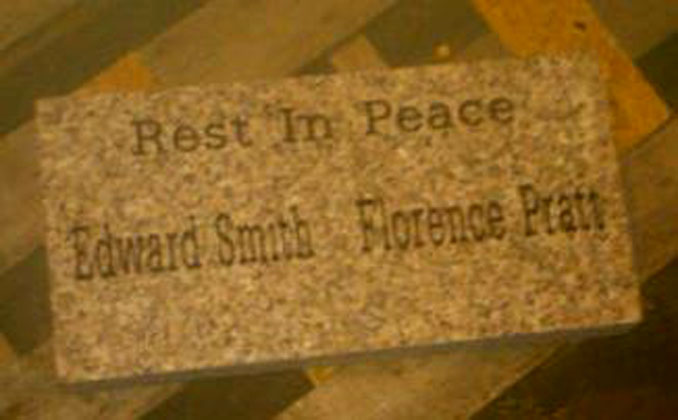 Rest In Peace
Edward Smith Florence Pratt